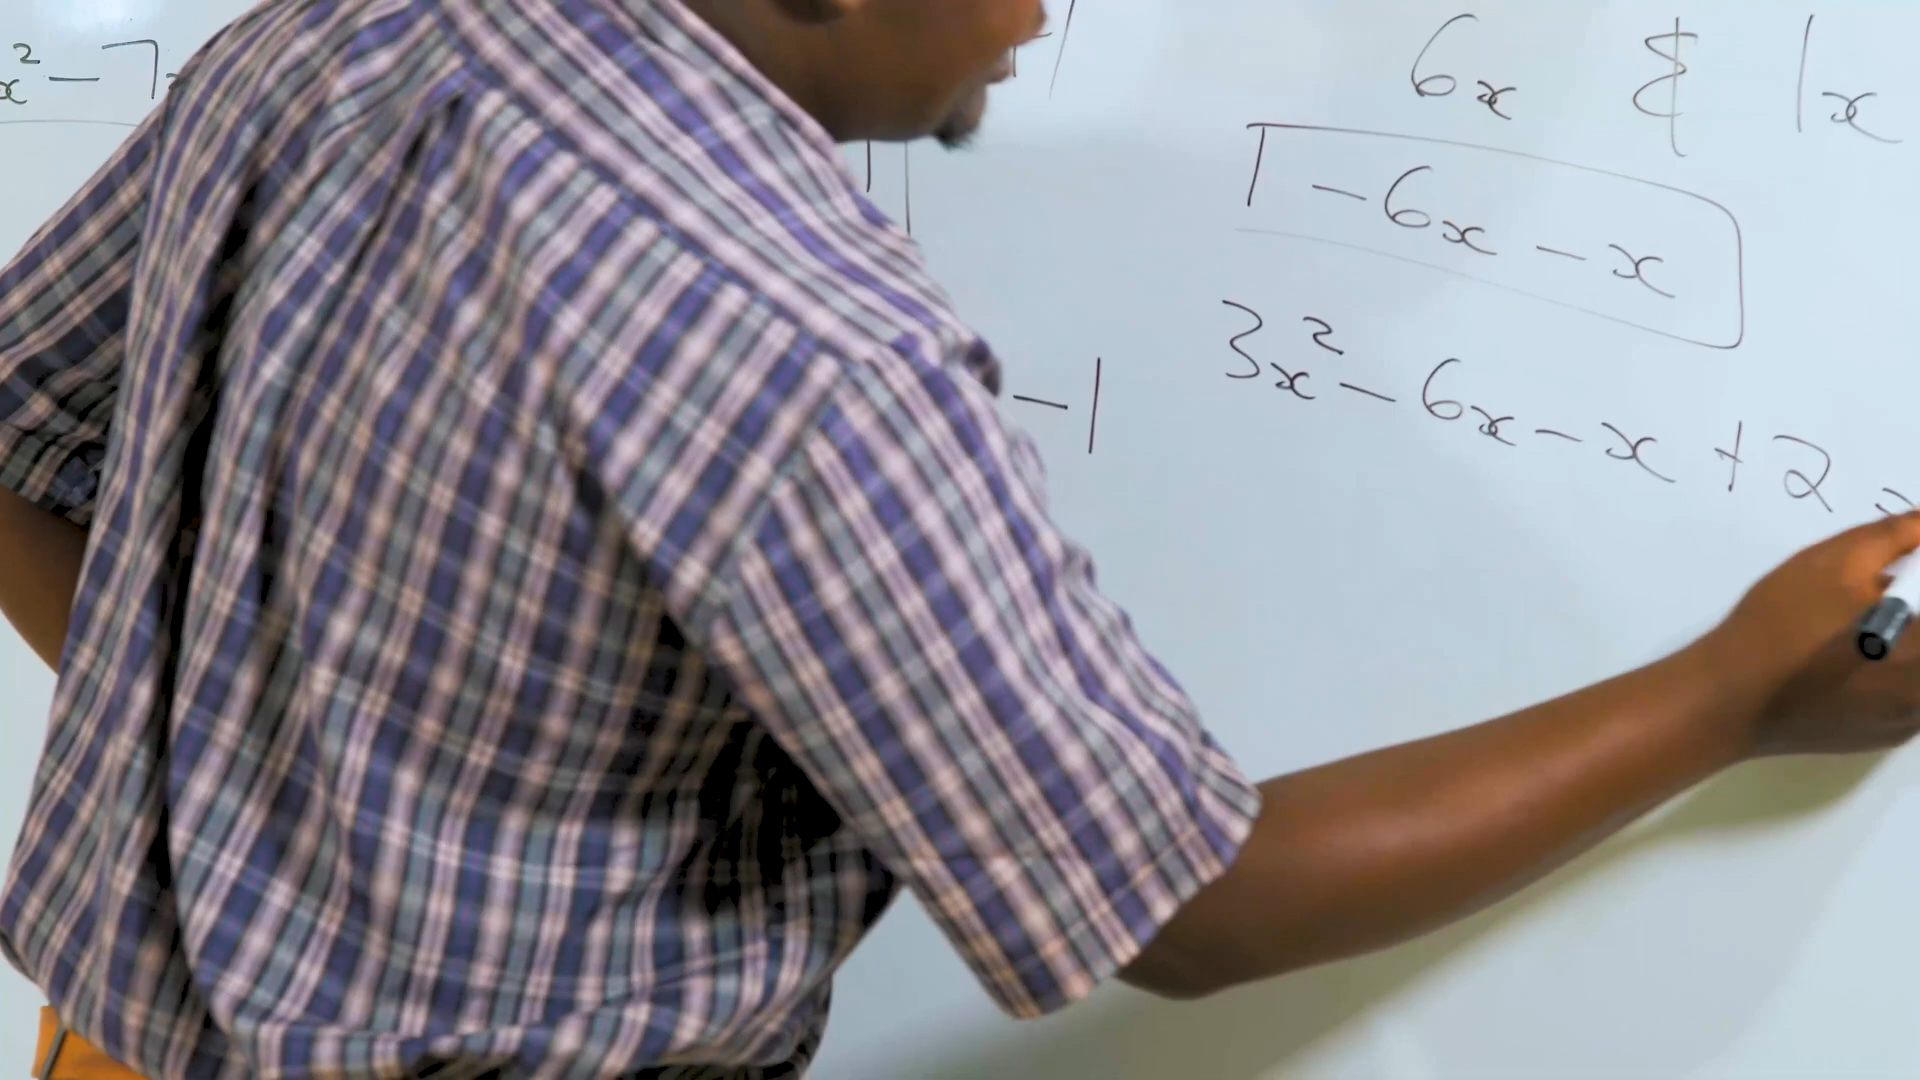 x² - 7
6x & 1x
- 6x - x
- 1
3x² - 6x - x + 2